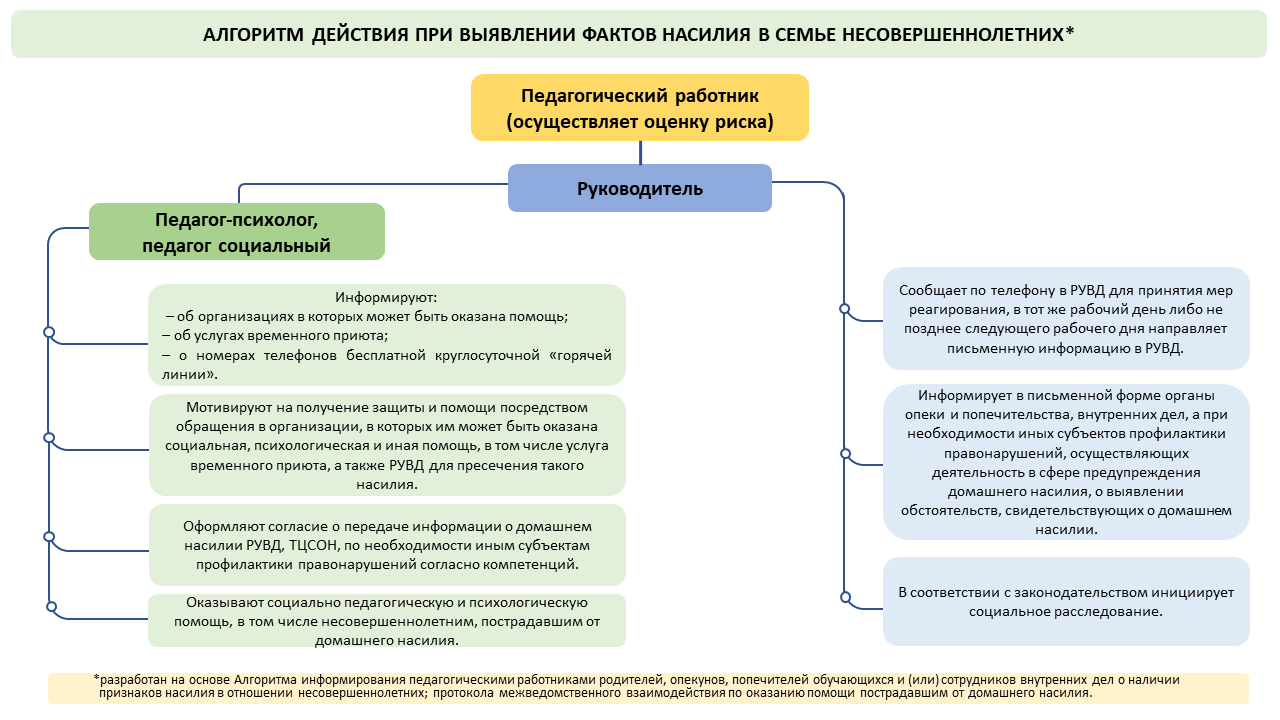 АЛГОРИТМ ДЕЙСТВИЯ ПРИ ВЫЯВЛЕНИИ ФАКТОВ НАСИЛИЯ В СЕМЬЕ НЕСОВЕРШЕННОЛЕТНИХ*
Педагогический работник
(осуществляет оценку риска)
Руководитель
Педагог-психолог,
педагог социальный
Информируют:
– об организациях в которых может быть оказана помощь;
– об услугах временного приюта;
– о номерах телефонов бесплатной круглосуточной «горячей
линии».
Мотивируют на получение защиты и помощи посредством
обращения в организации, в которых им может быть оказана
социальная, психологическая и иная помощь, в том числе услуга
временного приюта, а также РУВД для пресечения такого
насилия.
Оформляют согласие о передаче информации о домашнем
насилии РУВД, ТЦСОН, по необходимости иным субъектам
профилактики правонарушений согласно компетенций.
Оказывают социально педагогическую и психологическую
помощь, в том числе несовершеннолетним, пострадавшим от
домашнего насилия.
Сообщает по телефону в РУВД для принятия мер
реагирования, в тот же рабочий день либо не
позднее следующего рабочего дня направляет
письменную информацию в РУВД.
Информирует в письменной форме органы
опеки и попечительства, внутренних дел, а при
необходимости иных субъектов профилактики
правонарушений, осуществляющих
деятельность в сфере предупреждения
домашнего насилия, о выявлении
обстоятельств, свидетельствующих о домашнем
насилии.
В соответствии с законодательством инициирует
социальное расследование.
*разработан на основе Алгоритма информирования педагогическими работниками родителей, опекунов, попечителей обучающихся и (или) сотрудников внутренних дел о наличии
признаков насилия в отношении несовершеннолетних; протокола межведомственного взаимодействия по оказанию помощи пострадавшим от домашнего насилия.